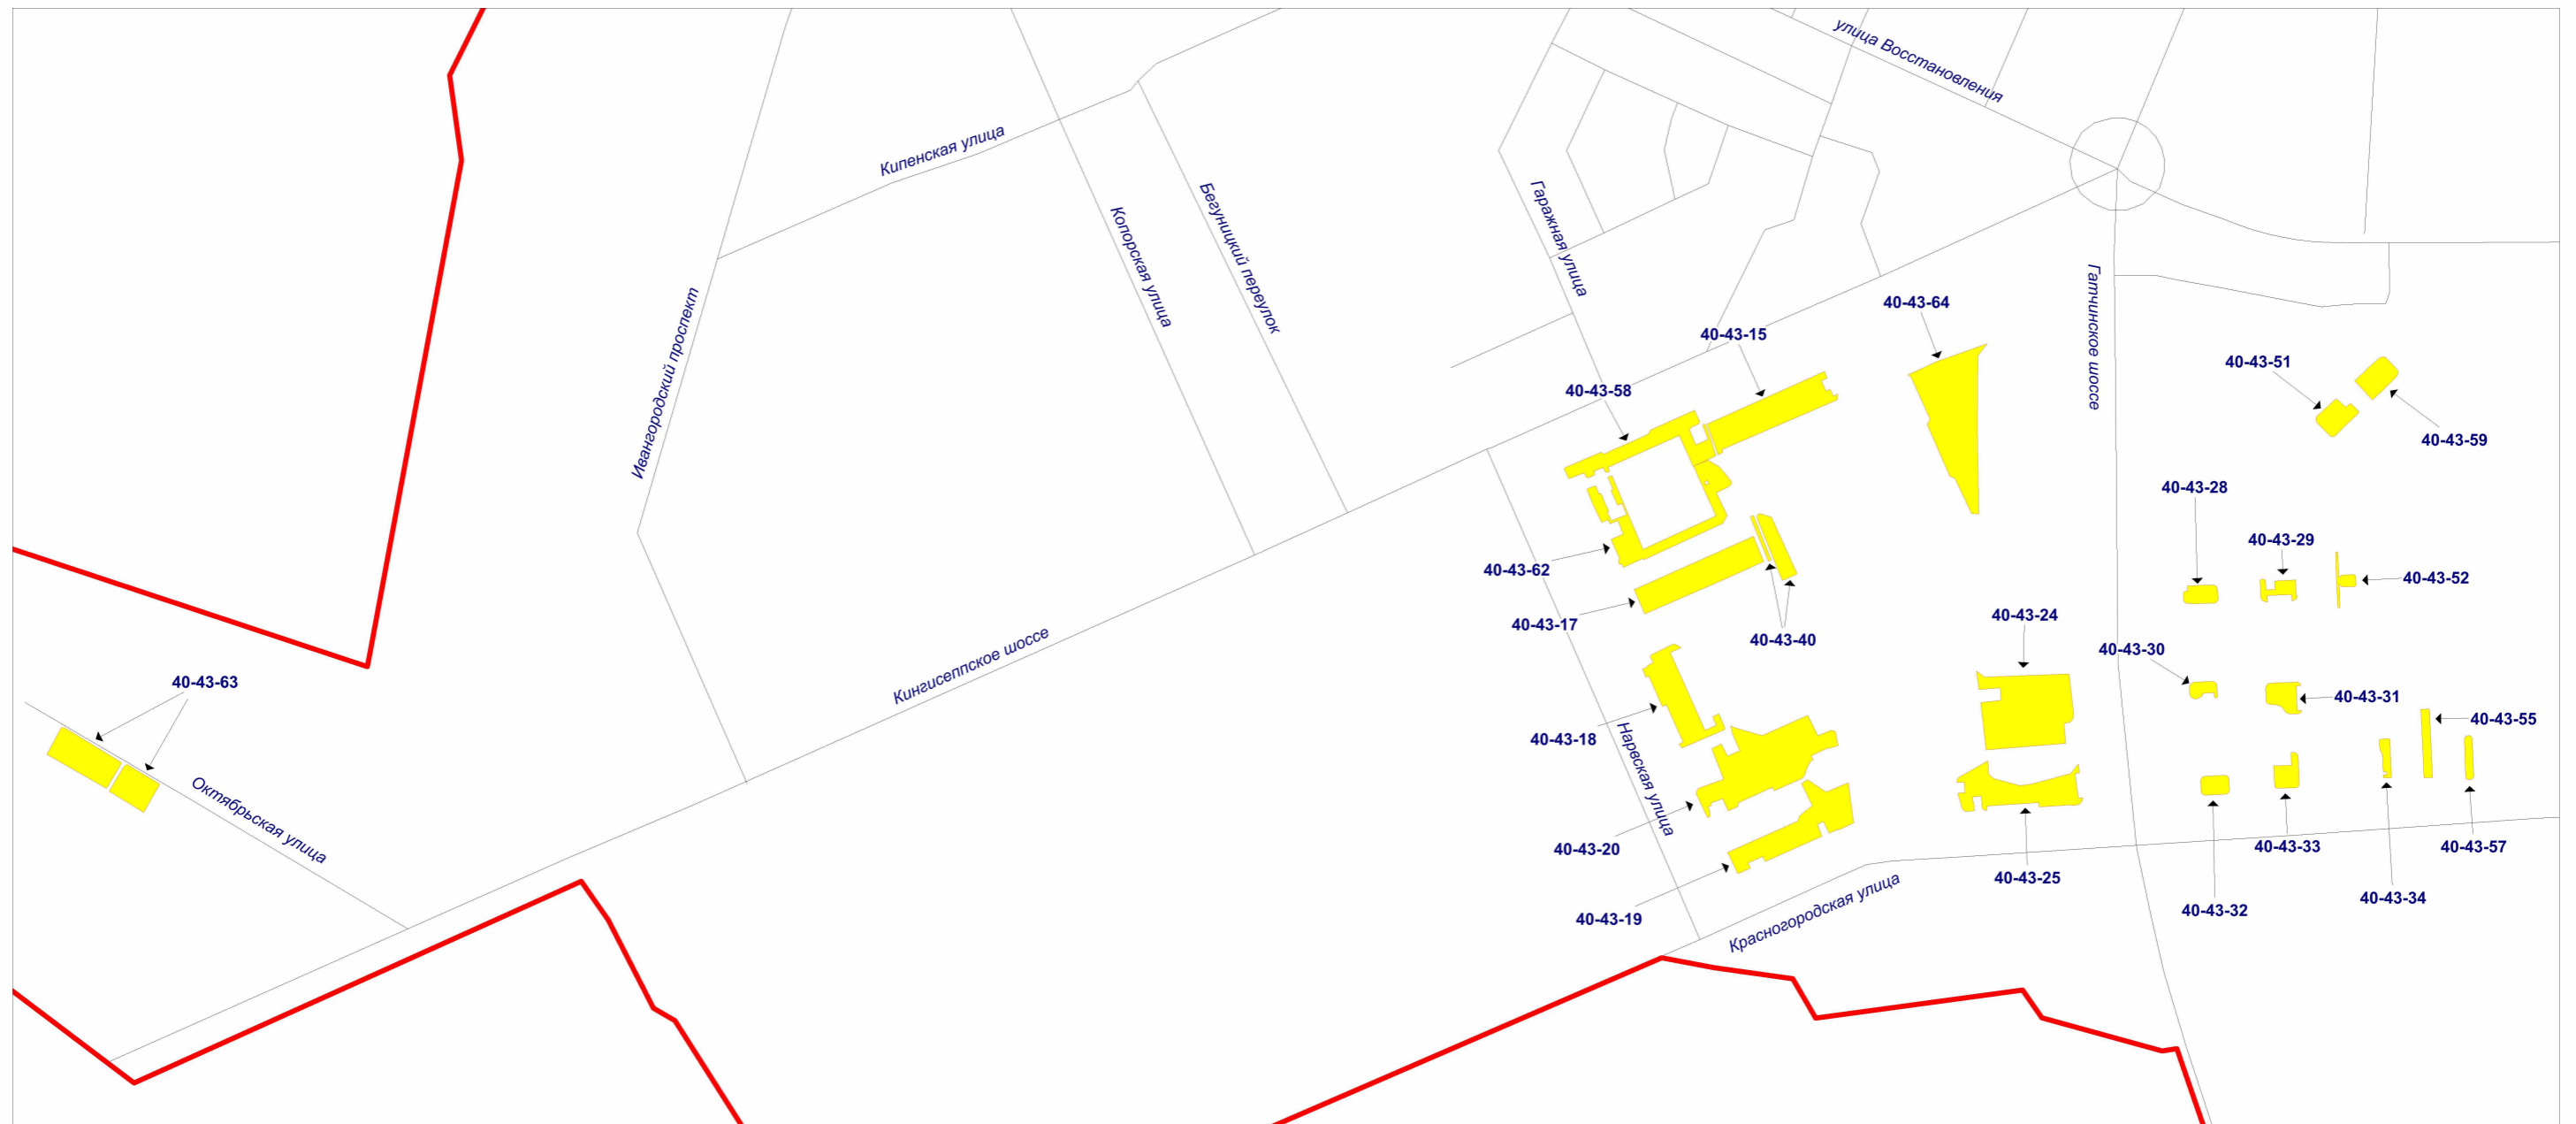 улица Восстановления
Кипенская улица
Копорская улица
Бегуницкий переулок
Гаражная улица
Гатчинское шоссе
Ивангородский проспект
40-43-64
40-43-15
40-43-58
40-43-51
40-43-59
40-43-28
40-43-29
40-43-52
40-43-62
40-43-17
40-43-40
40-43-24
40-43-30
40-43-31
40-43-55
Кингисеппское шоссе
40-43-63
Октябрьская улица
40-43-18
Нарвская улица
40-43-20
40-43-19
Красногородская улица
40-43-25
40-43-33
40-43-57
40-43-34
40-43-32